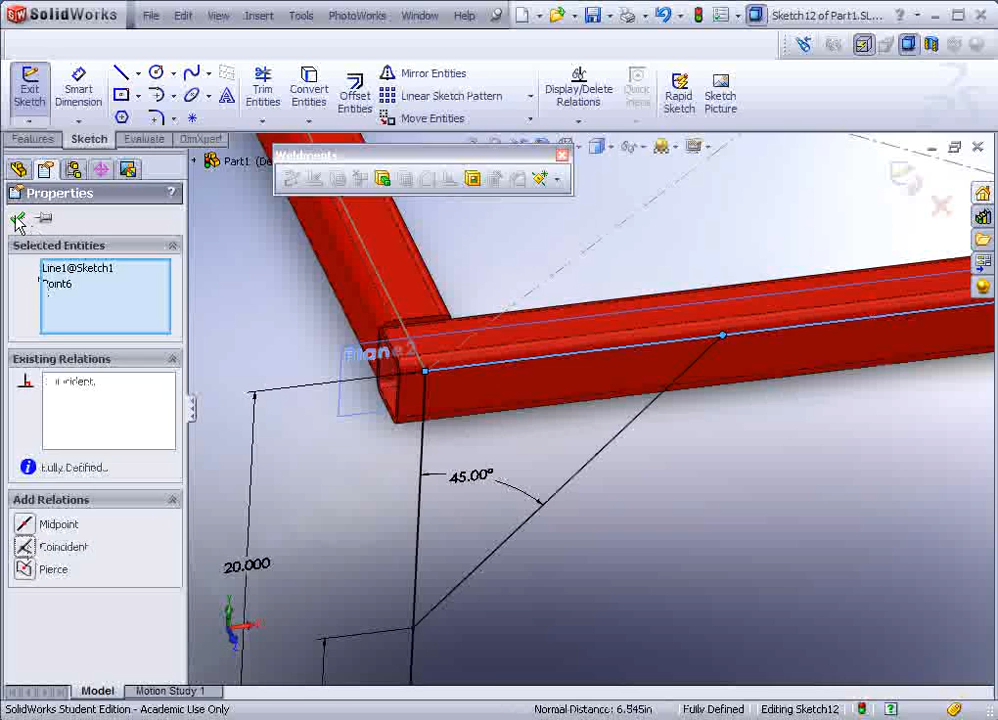 SolidWorks File Edit View Insert Tools PhotoWorks Window Help Sketch12 of Part1.SL...
Exit Sketch
Smart Dimension
Trim Entities
Convert Entities
Offset Entities
Mirror Entities
Linear Sketch Pattern
Move Entities
Display/Delete Relations
Quick Snaps
Rapid Sketch
Sketch Picture
Features Sketch Evaluate DimXpert
Part1 (De
Weldments
Properties ?
Selected Entities
Line1@Sketch1
Point6
Existing Relations
Fully Defined...
Add Relations
Midpoint
Coincident
Pierce
Plane2
45.00°
20.000
Model Motion Study 1
SolidWorks Student Edition - Academic Use Only Normal Distance: 6.545in Fully Defined Editing Sketch12